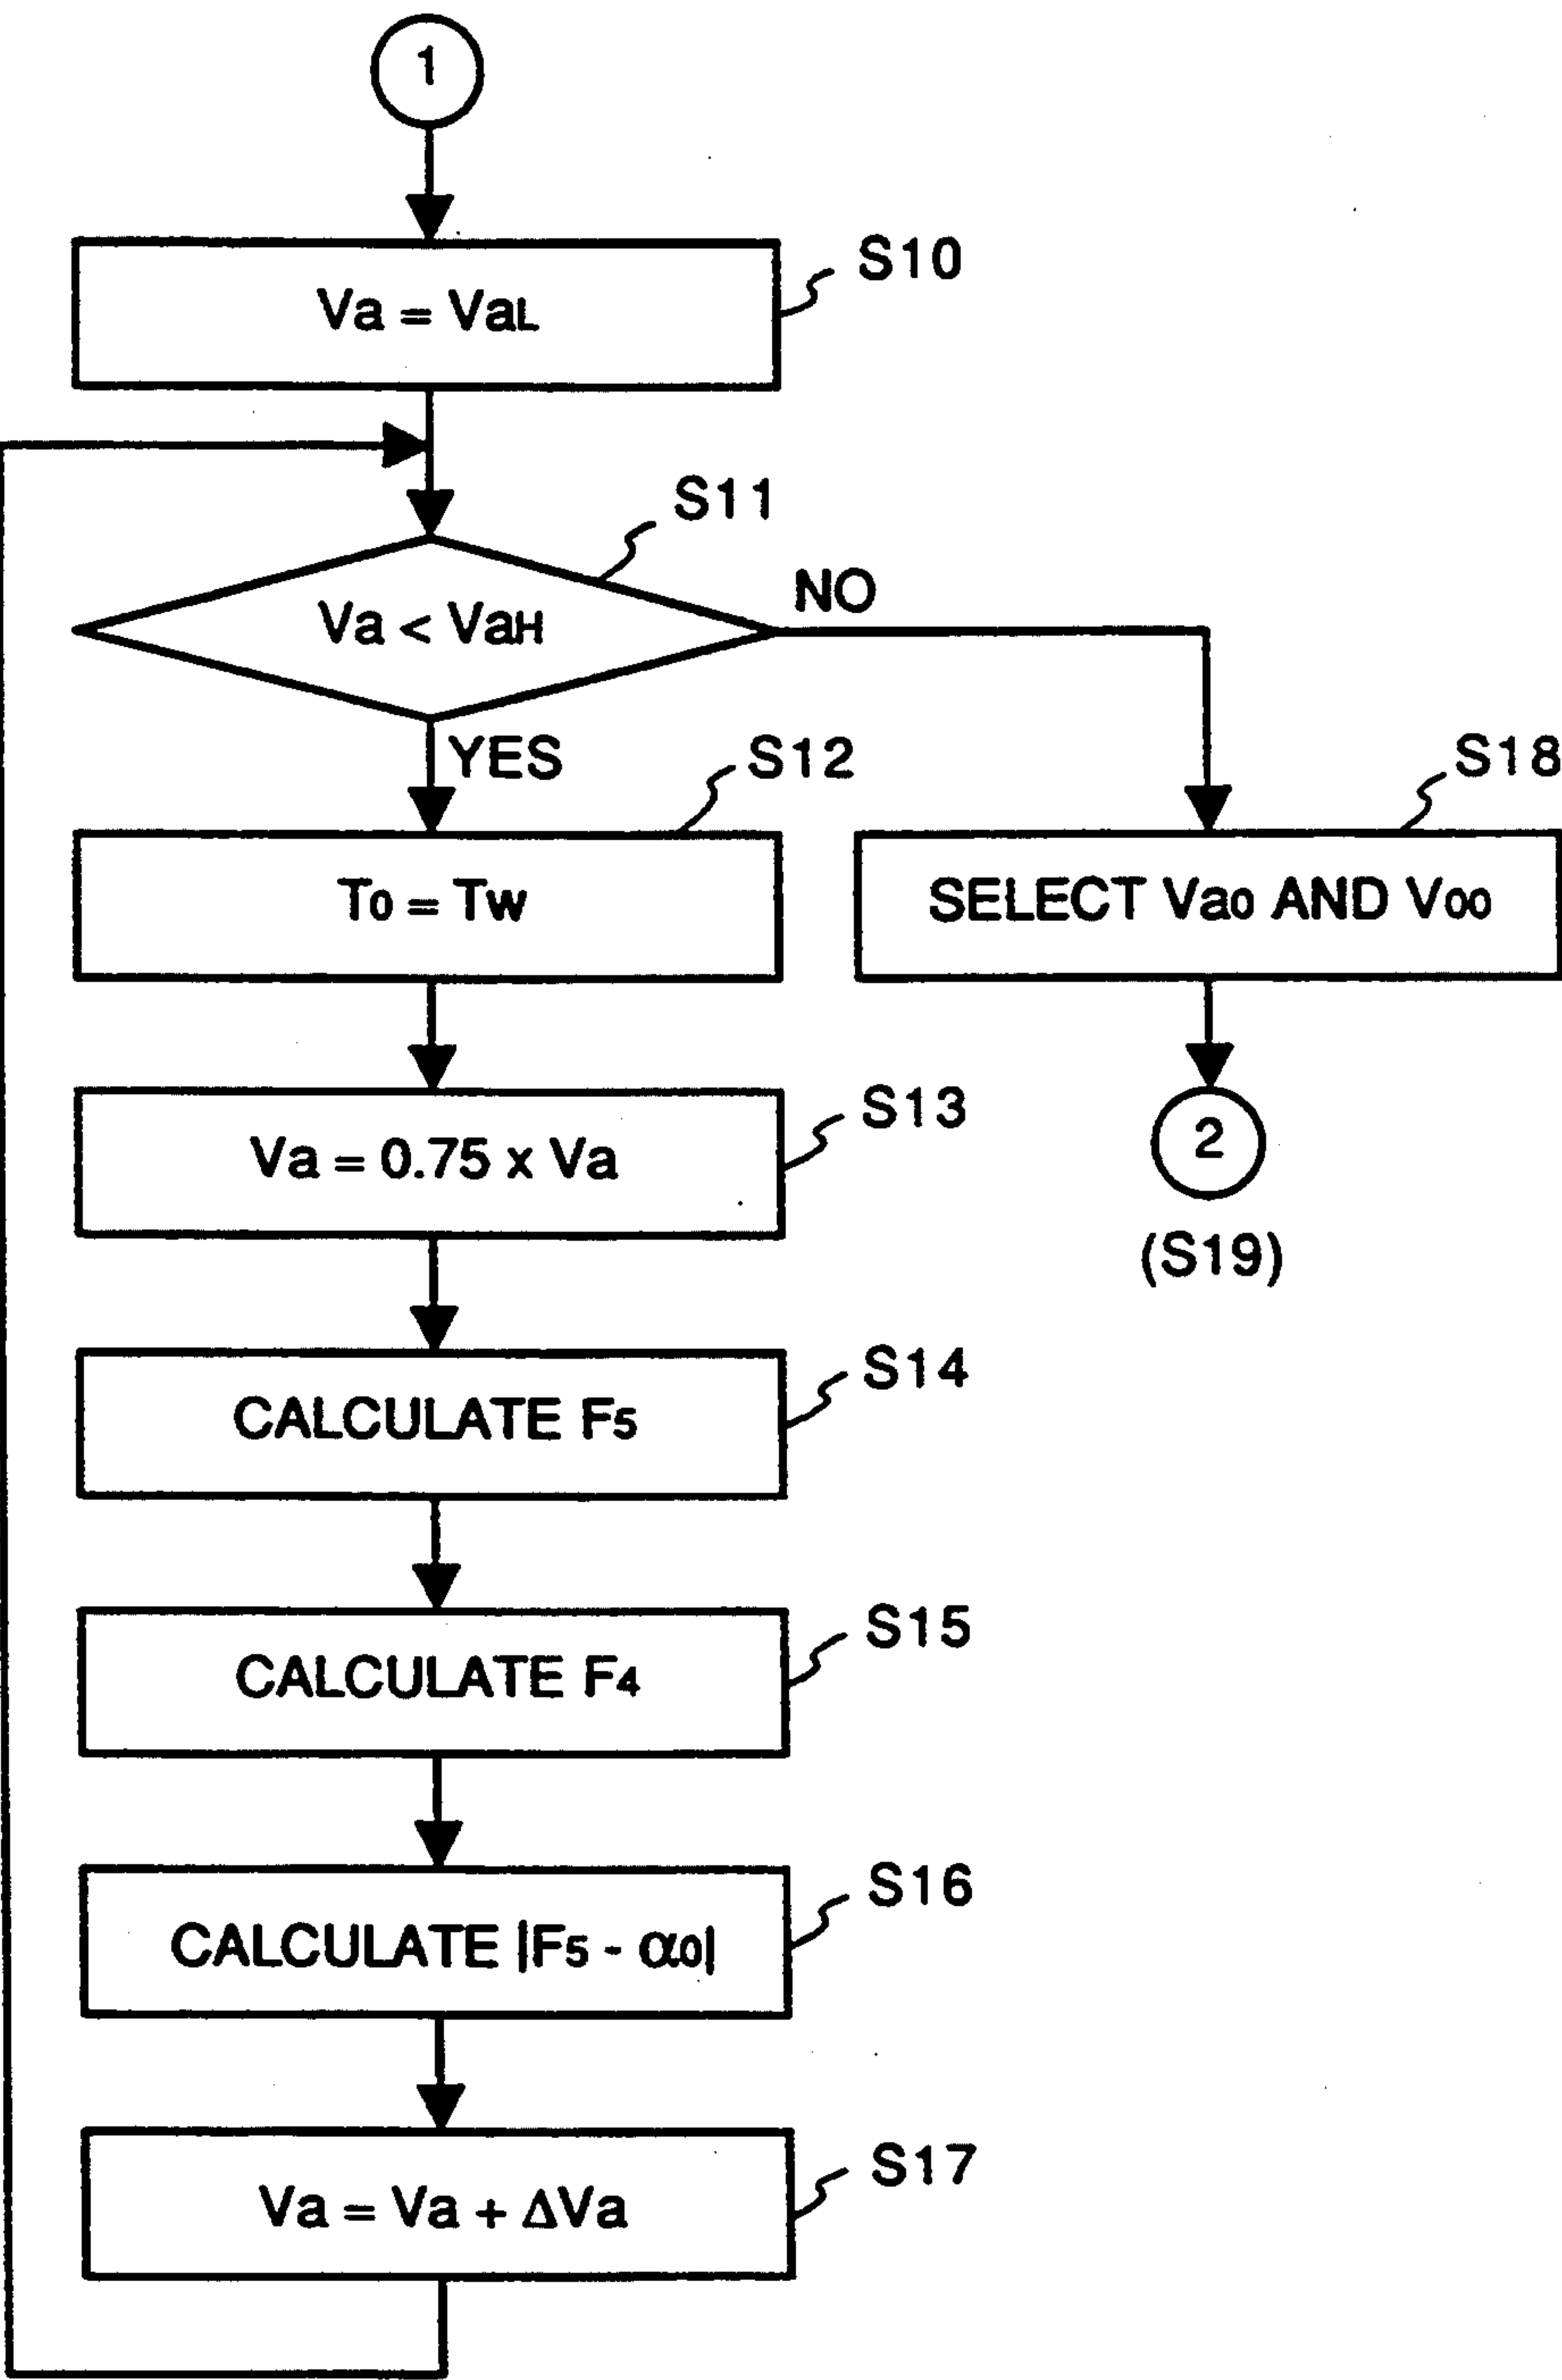 1
S10
Va = VaL
S11
Va < VaH
NO
YES
S12
S18
T0 = Tw
SELECT Va0 AND V00
S13
Va = 0.75 x Va
2
(S19)
S14
CALCULATE F5
S15
CALCULATE F4
S16
CALCULATE |F5 - α0|
S17
Va = Va + ΔVa